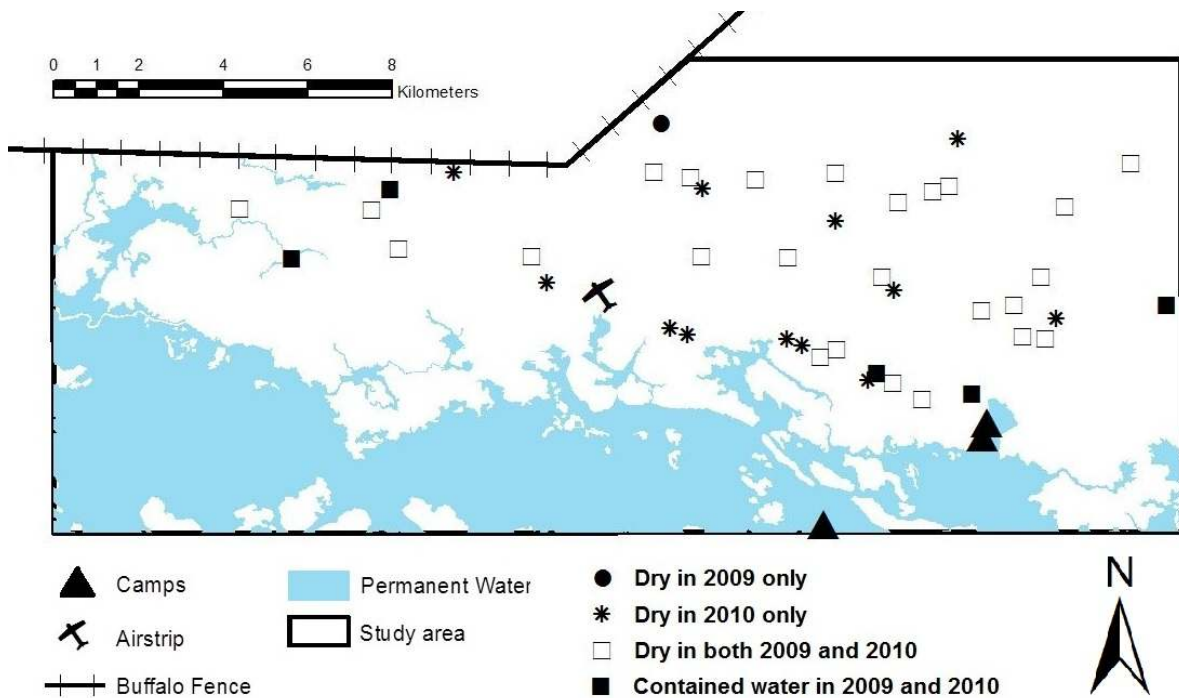 0 1 2 4 6 8
Kilometers
Camps
Airstrip
Buffalo Fence
Permanent Water
Study area
Dry in 2009 only
Dry in 2010 only
Dry in both 2009 and 2010
Contained water in 2009 and 2010
N